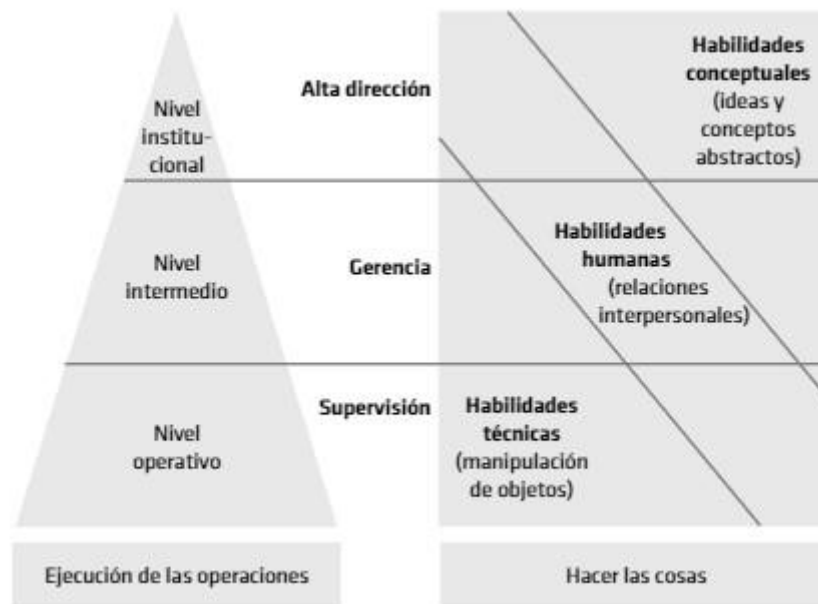 Nivel
institu-
cional
Alta dirección
Habilidades
conceptuales
(ideas y
conceptos
abstractos)
Nivel
intermedio
Gerencia
Habilidades
humanas
(relaciones
interpersonales)
Nivel
operativo
Supervisión
Habilidades
técnicas
(manipulación
de objetos)
Ejecución de las operaciones
Hacer las cosas